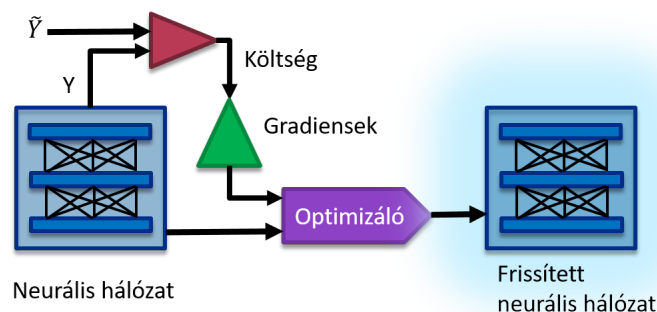 Ỹ
Y
Költség
Gradiensek
Optimizáló
Neurális hálózat
Frissített
neurális hálózat